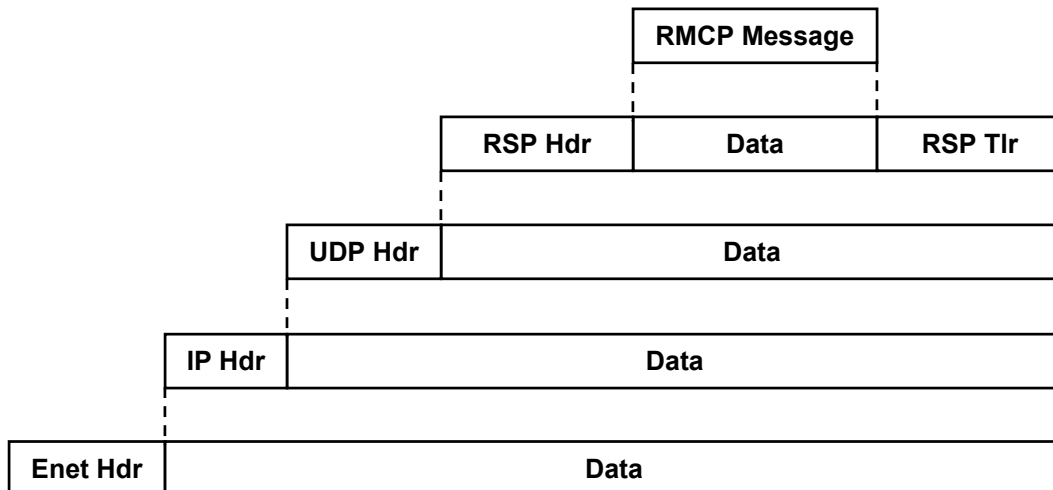 RMCP Message
RSP Hdr Data RSP Tlr
UDP Hdr Data
IP Hdr Data
Enet Hdr Data